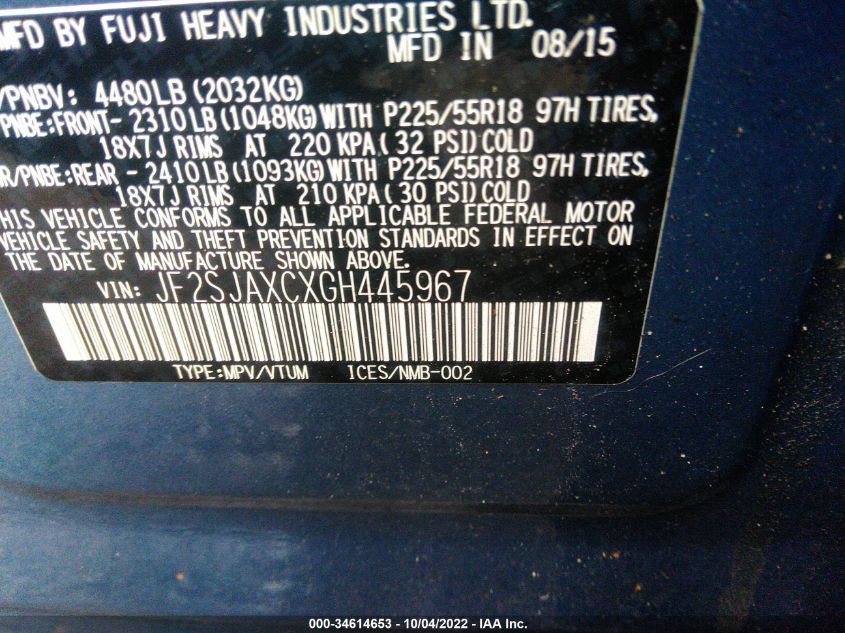 MFD BY FUJI HEAVY INDUSTRIES LTD.
MFD IN 08/15
/PNBV: 4480LB (2032KG)
PNBE:FRONT- 2310LB (1048KG) WITH P225/55R18 97H TIRES,
18X7J RIMS AT 220 KPA( 32 PSI) COLD
R/PNBE:REAR - 2410LB (1093KG) WITH P225/55R18 97H TIRES,
18X7J RIMS AT 210 KPA( 30 PSI) COLD
THIS VEHICLE CONFORMS TO ALL APPLICABLE FEDERAL MOTOR
VEHICLE SAFETY AND THEFT PREVENTION STANDARDS IN EFFECT ON
THE DATE OF MANUFACTURE SHOWN ABOVE.
VIN: JF2SJAXCXGH445967
TYPE:MPV/VTUM ICES/NMB-002
000-34614653 - 10/04/2022 - IAA Inc.